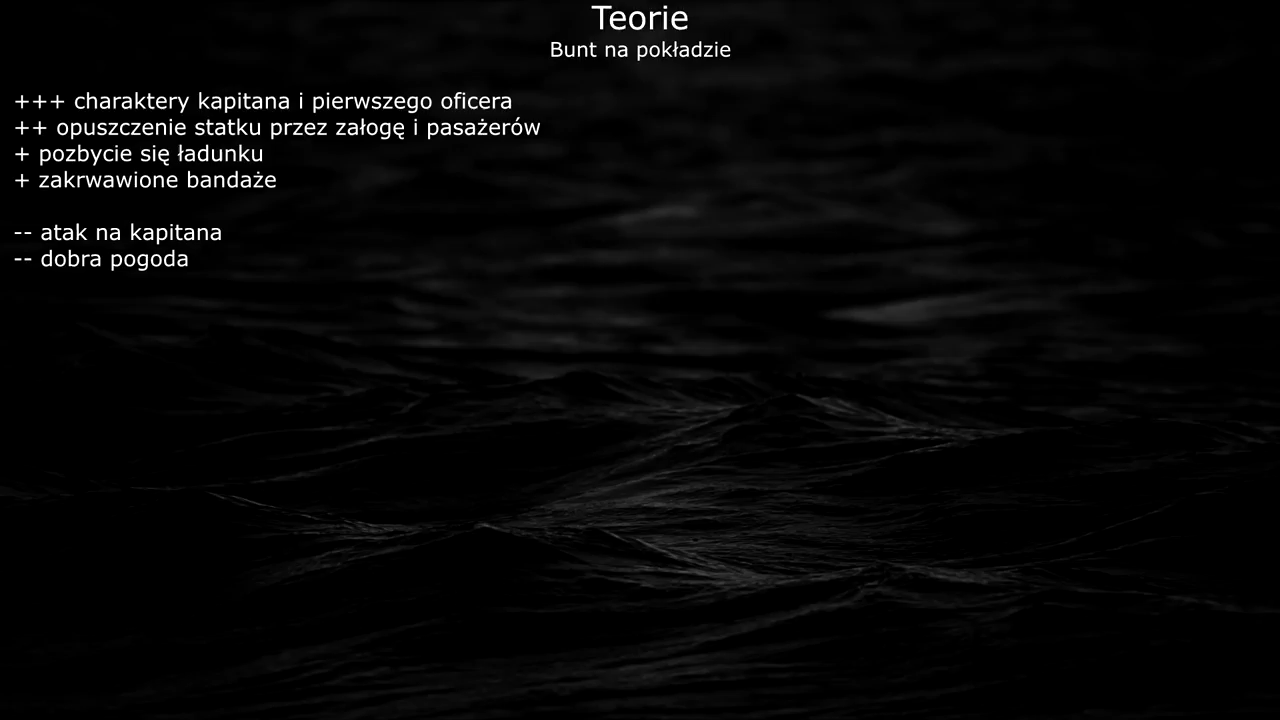 Teorie
Bunt na pokładzie
+++ charaktery kapitana i pierwszego oficera
++ opuszczenie statku przez załogę i pasażerów
+ pozbycie się ładunku
+ zakrwawione bandaże
-- atak na kapitana
-- dobra pogoda